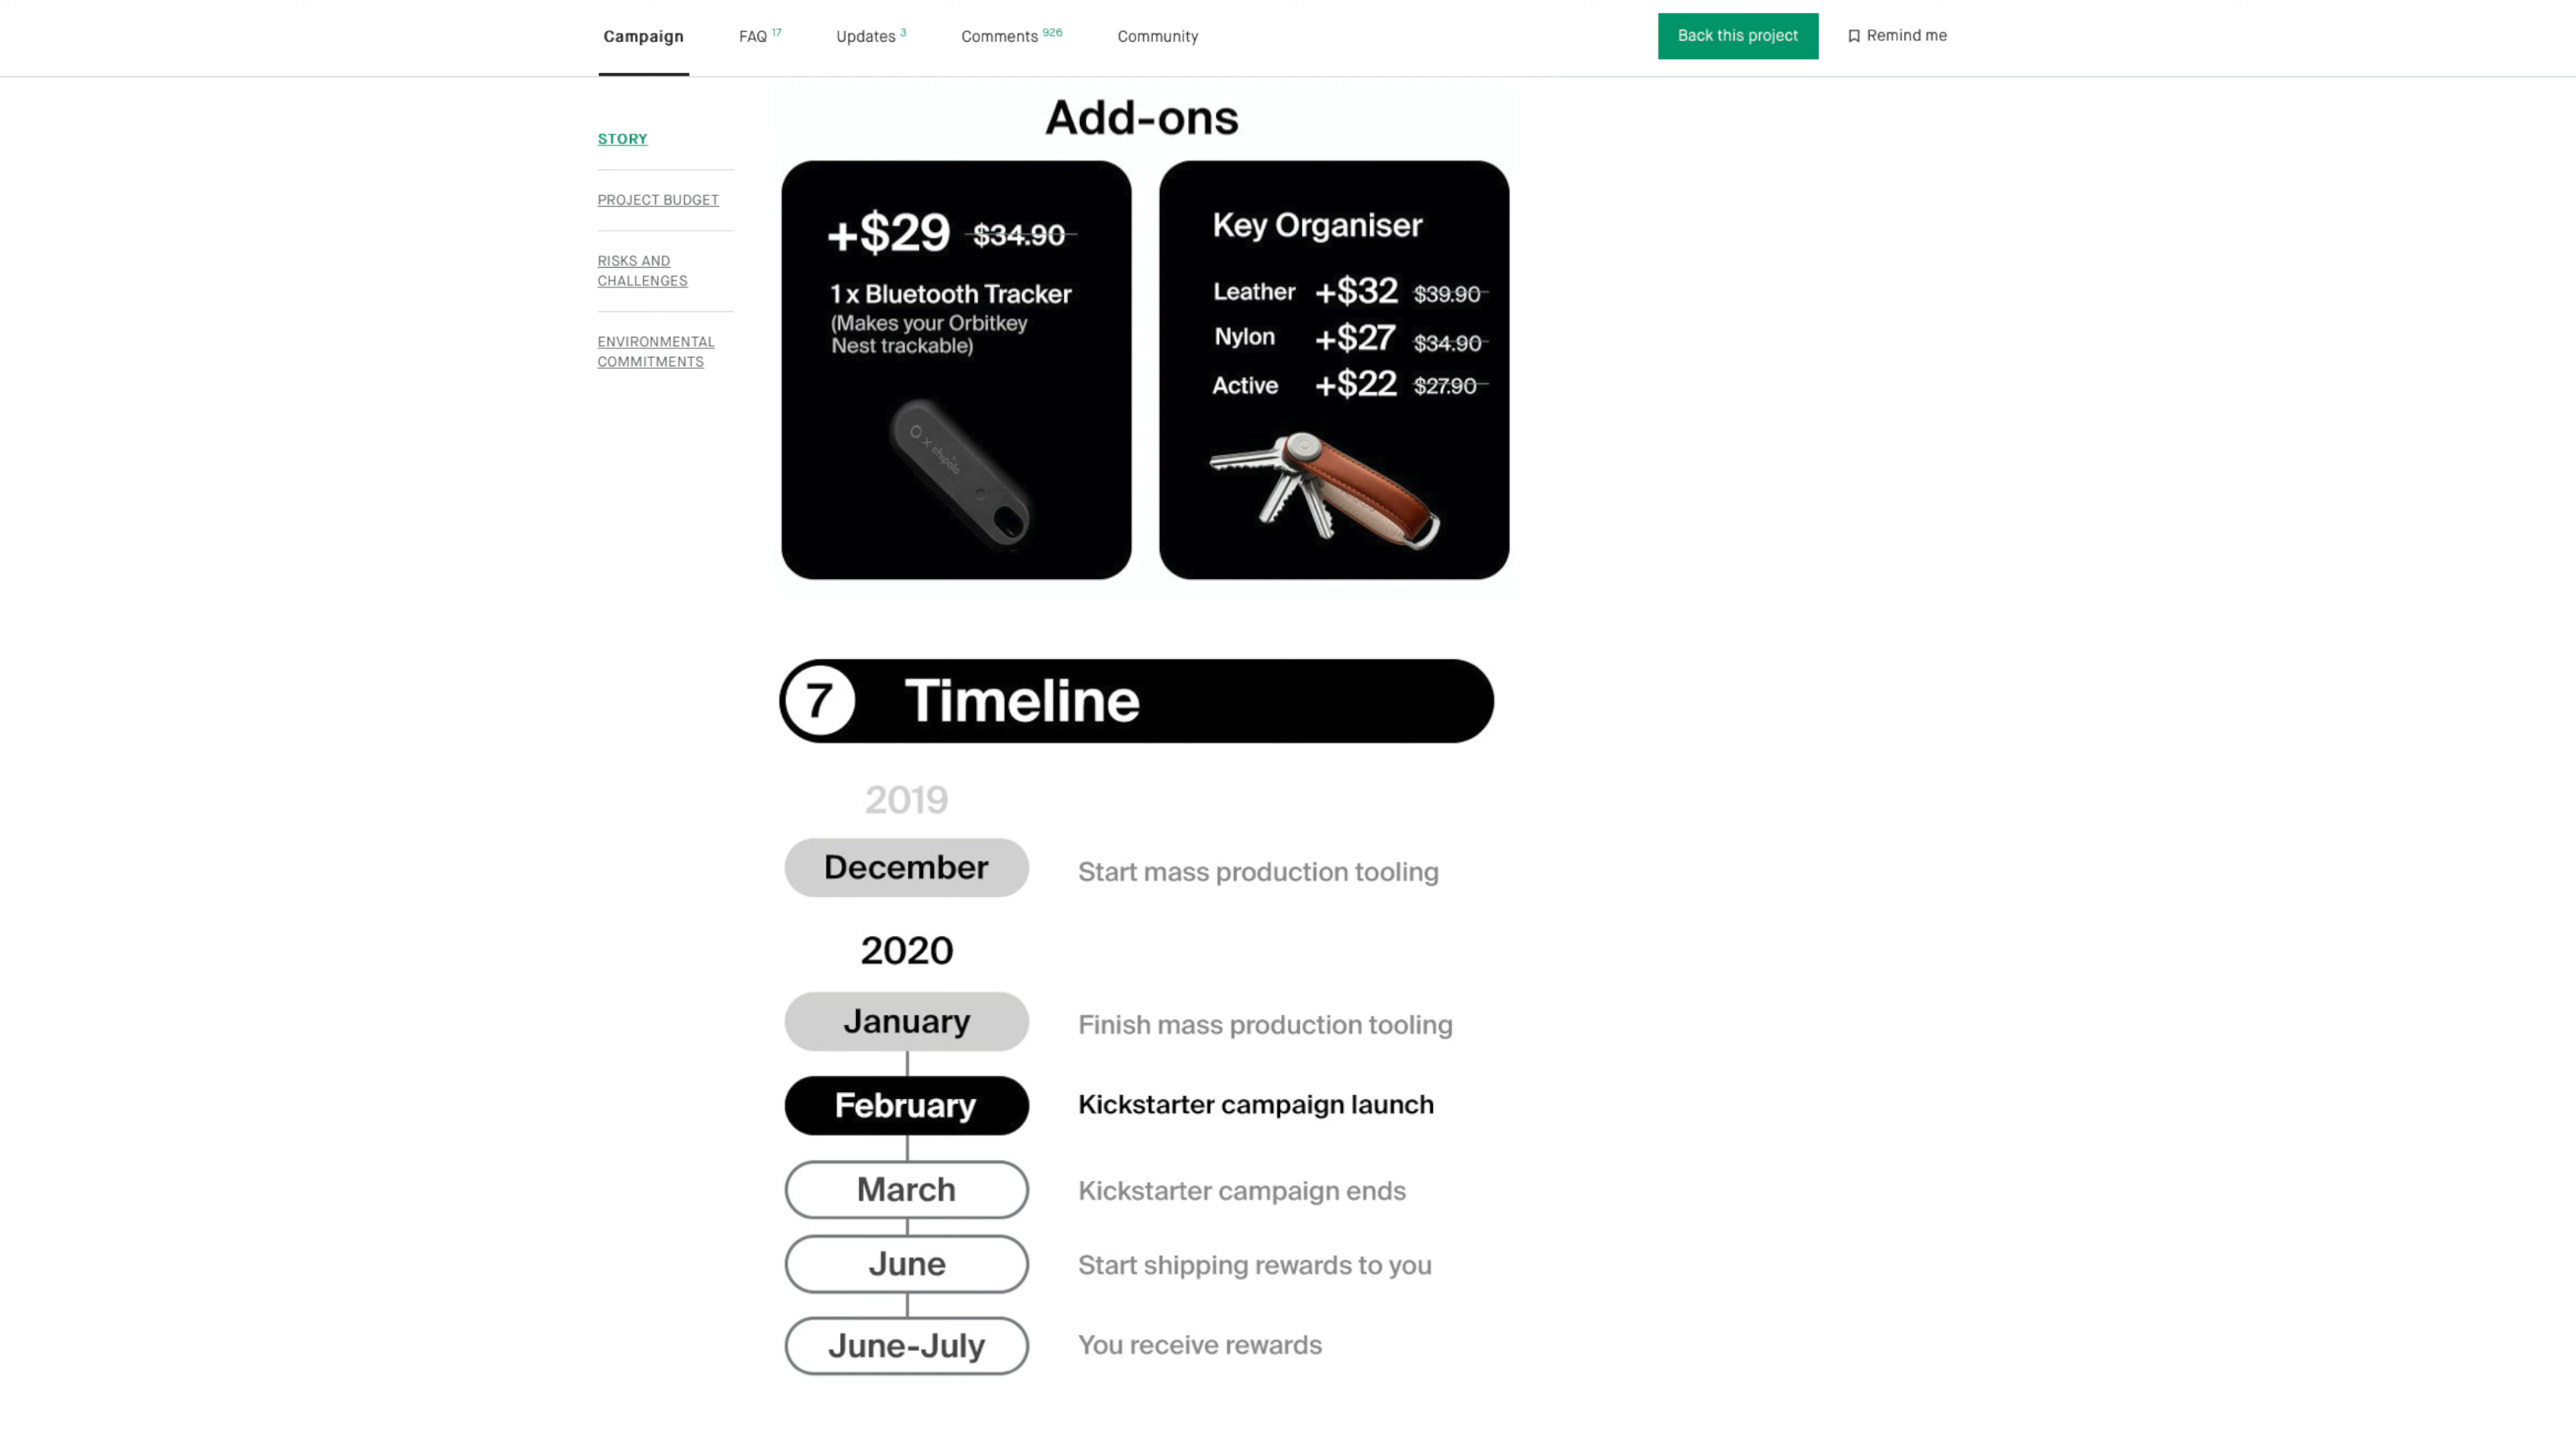 Campaign FAQ 17 Updates 3 Comments 926 Community Back this project Remind me
STORY
PROJECT BUDGET
RISKS AND
CHALLENGES
ENVIRONMENTAL
COMMITMENTS
Add-ons
+$29 $34.90
1 x Bluetooth Tracker
(Makes your Orbitkey
Nest trackable)
x chipolo
Key Organiser
Leather +$32 $39.90
Nylon +$27 $34.90
Active +$22 $27.90
7 Timeline
2019
December Start mass production tooling
2020
January Finish mass production tooling
February Kickstarter campaign launch
March Kickstarter campaign ends
June Start shipping rewards to you
June-July You receive rewards